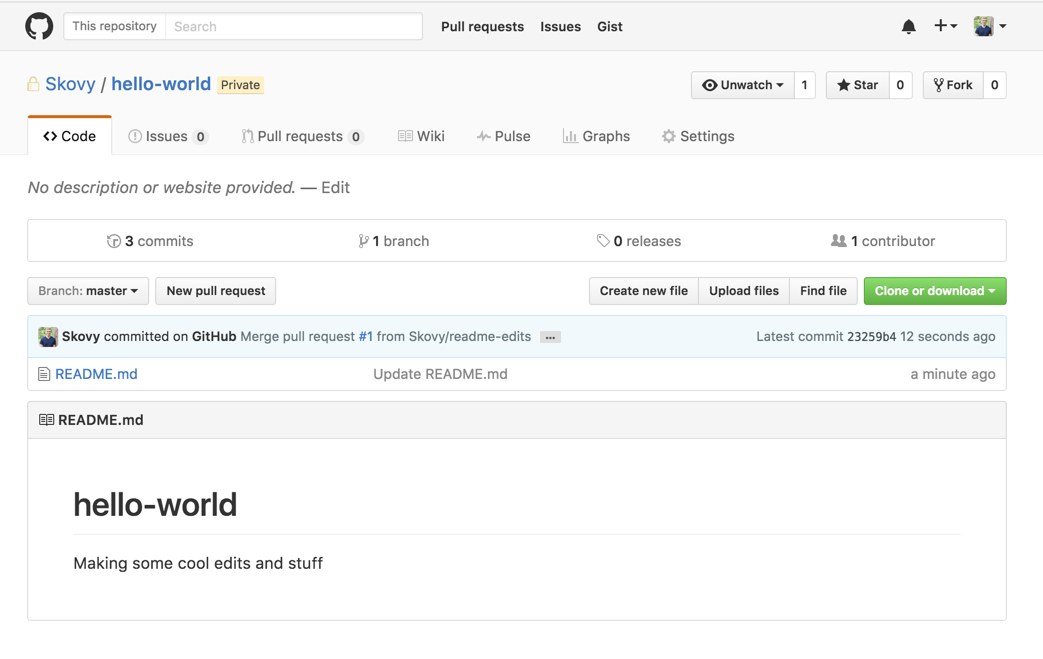 This repository Search Pull requests Issues Gist
Skovy / hello-world Private Unwatch 1 Star 0 Fork 0
Code Issues 0 Pull requests 0 Wiki Pulse Graphs Settings
No description or website provided. — Edit
3 commits 1 branch 0 releases 1 contributor
Branch: master New pull request Create new file Upload files Find file Clone or download
Skovy committed on GitHub Merge pull request #1 from Skovy/readme-edits ... Latest commit 23259b4 12 seconds ago
README.md Update README.md a minute ago
README.md
hello-world
Making some cool edits and stuff